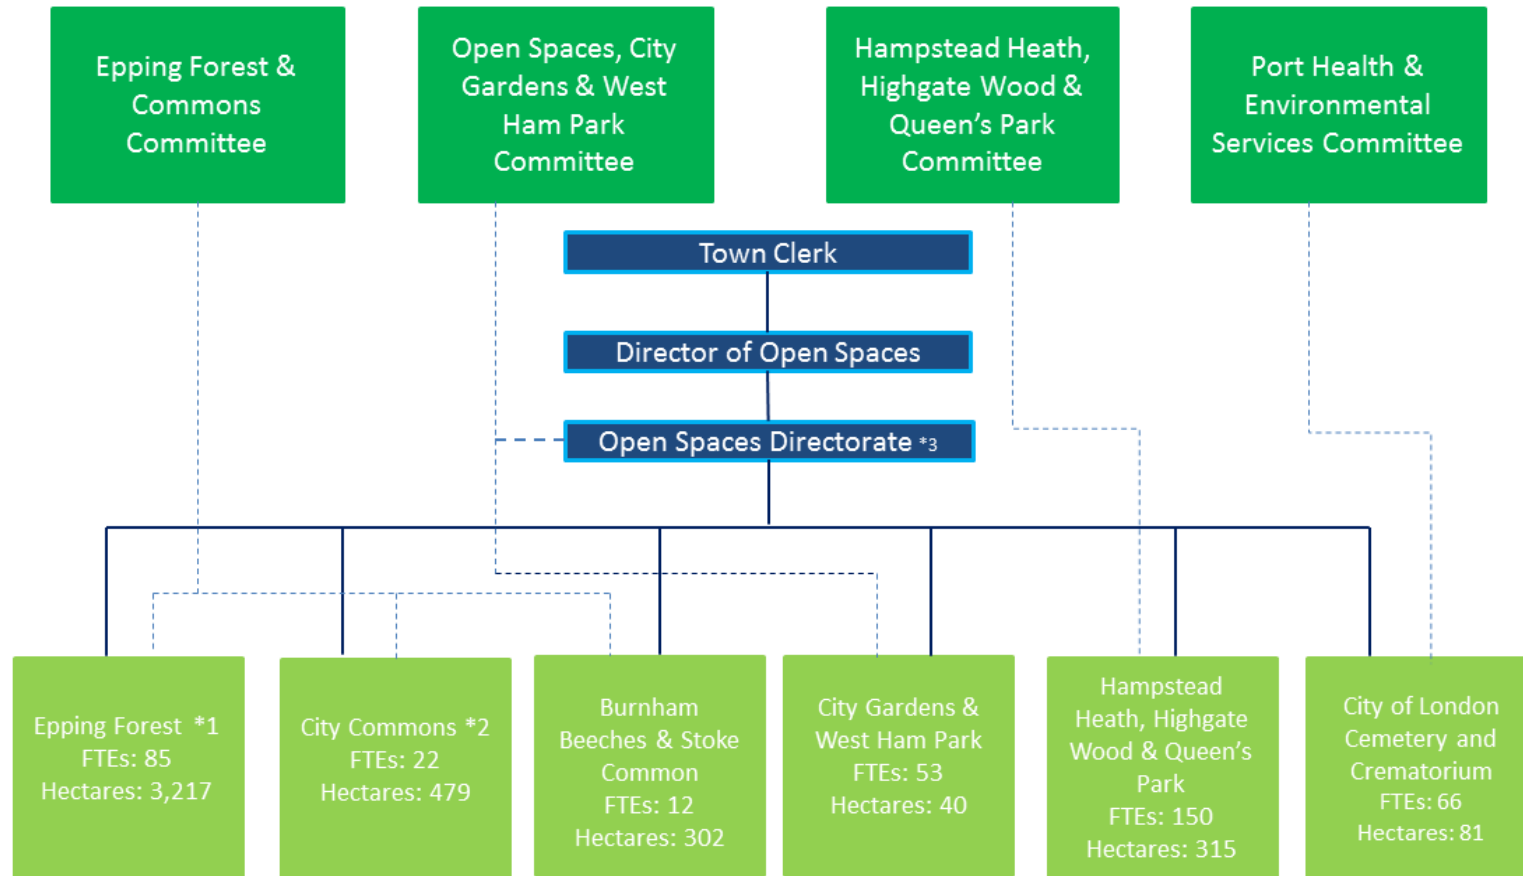 Epping Forest &
Commons
Committee
Open Spaces, City
Gardens & West
Ham Park
Committee
Hampstead Heath,
Highgate Wood &
Queen's Park
Committee
Port Health &
Environmental
Services Committee
Town Clerk
Director of Open Spaces
Open Spaces Directorate *3
Epping Forest *1
FTEs: 85
Hectares: 3,217
City Commons *2
FTEs: 22
Hectares: 479
Burnham
Beeches & Stoke
Common
FTEs: 12
Hectares: 302
City Gardens &
West Ham Park
FTEs: 53
Hectares: 40
Hampstead
Heath, Highgate
Wood & Queen's
Park
FTEs: 150
Hectares: 315
City of London
Cemetery and
Crematorium
FTEs: 66
Hectares: 81